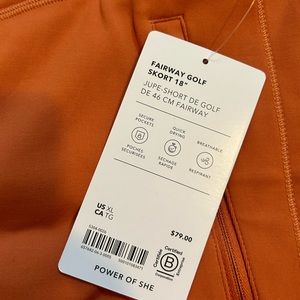 FAIRWAY GOLF
SKORT 18"
JUPE-SHORT DE GOLF
DE 46 CM FAIRWAY
SECURE
POCKETS
QUICK
DRYING
BREATHABLE
POCHES
SÉCURISÉES
SÉCHAGE
RAPIDE
RESPIRANT
US XL
CA TG
$79.00
Certified
B
Corporation
POWER OF SHE